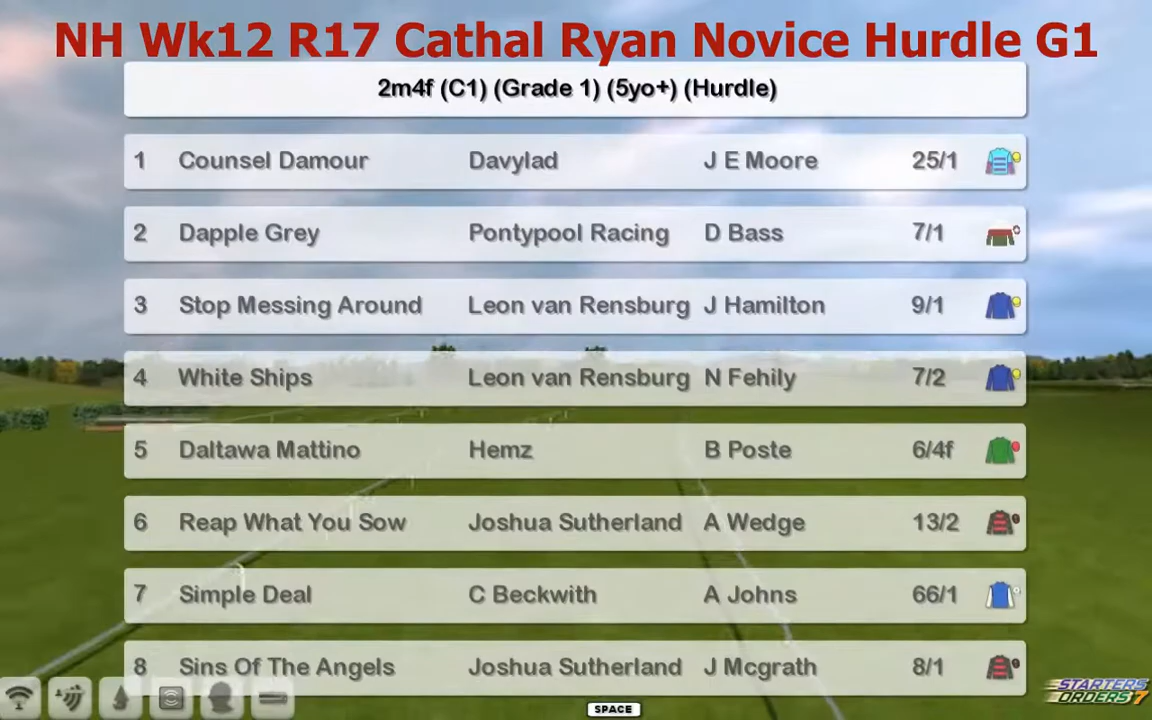 NH Wk12 R17 Cathal Ryan Novice Hurdle G1
2m4f (C1) (Grade 1) (5yo+) (Hurdle)
1 Counsel Damour Davylad J E Moore 25/1
2 Dapple Grey Pontypool Racing D Bass 7/1
3 Stop Messing Around Leon van Rensburg J Hamilton 9/1
4 White Ships Leon van Rensburg N Fehily 7/2
5 Daltawa Mattino Hemz B Poste 6/4f
6 Reap What You Sow Joshua Sutherland A Wedge 13/2
7 Simple Deal C Beckwith A Johns 66/1
8 Sins Of The Angels Joshua Sutherland J Mcgrath 8/1
SPACE
STARTERS
ORDERS 7